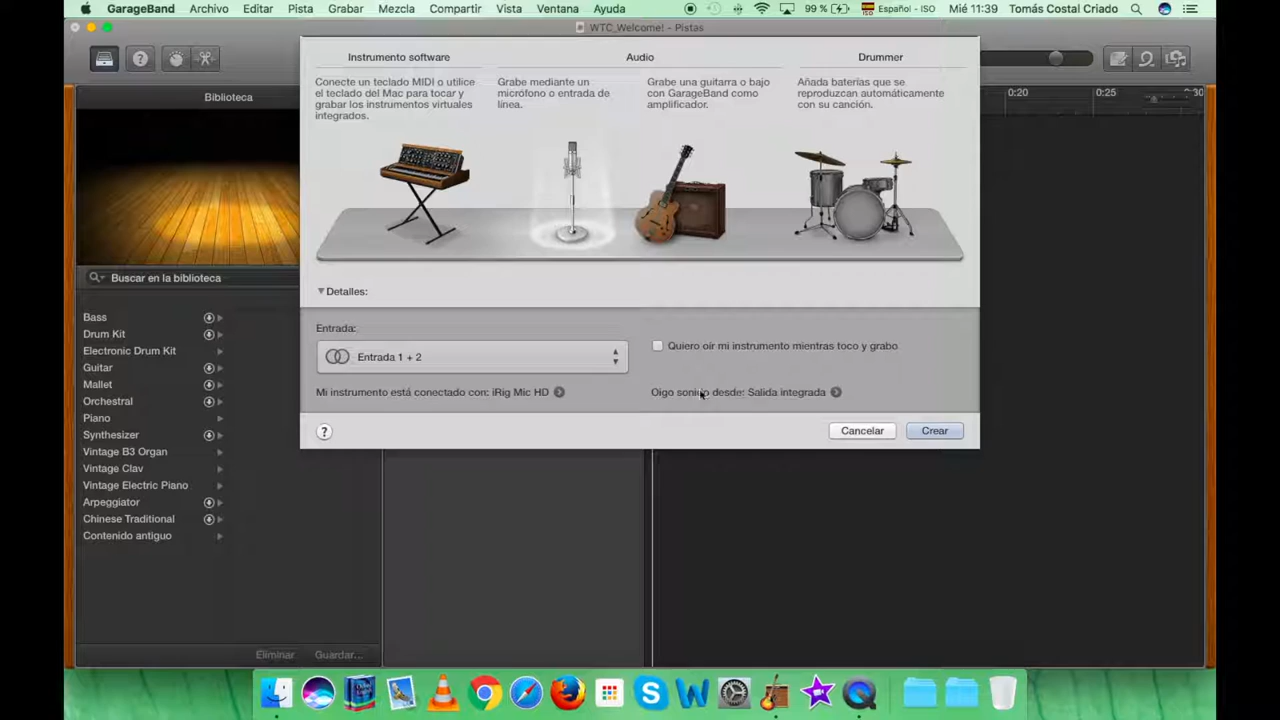 GarageBand Archivo Editar Pista Grabar Mezcla Compartir Vista Ventana Ayuda 99 % Español - ISO Mié 11:39 Tomás Costal Criado
WTC_Welcome! - Pistas
Instrumento software
Conecte un teclado MIDI o utilice
el teclado del Mac para tocar y
grabar los instrumentos virtuales
integrados.
Audio
Grabe mediante un
micrófono o entrada de
línea.
Grabe una guitarra o bajo
con GarageBand como
amplificador.
Drummer
Añada baterías que se
reproduzcan automáticamente
con su canción.
0:20 0:25 0:30
Biblioteca
Buscar en la biblioteca
Bass
Drum Kit
Electronic Drum Kit
Guitar
Mallet
Orchestral
Piano
Synthesizer
Vintage B3 Organ
Vintage Clav
Vintage Electric Piano
Arpeggiator
Chinese Traditional
Contenido antiguo
Eliminar Guardar...
Detalles:
Entrada:
Entrada 1 + 2
Quiero oír mi instrumento mientras toco y grabo
Mi instrumento está conectado con: iRig Mic HD
Oigo sonido desde: Salida integrada
?
Cancelar Crear